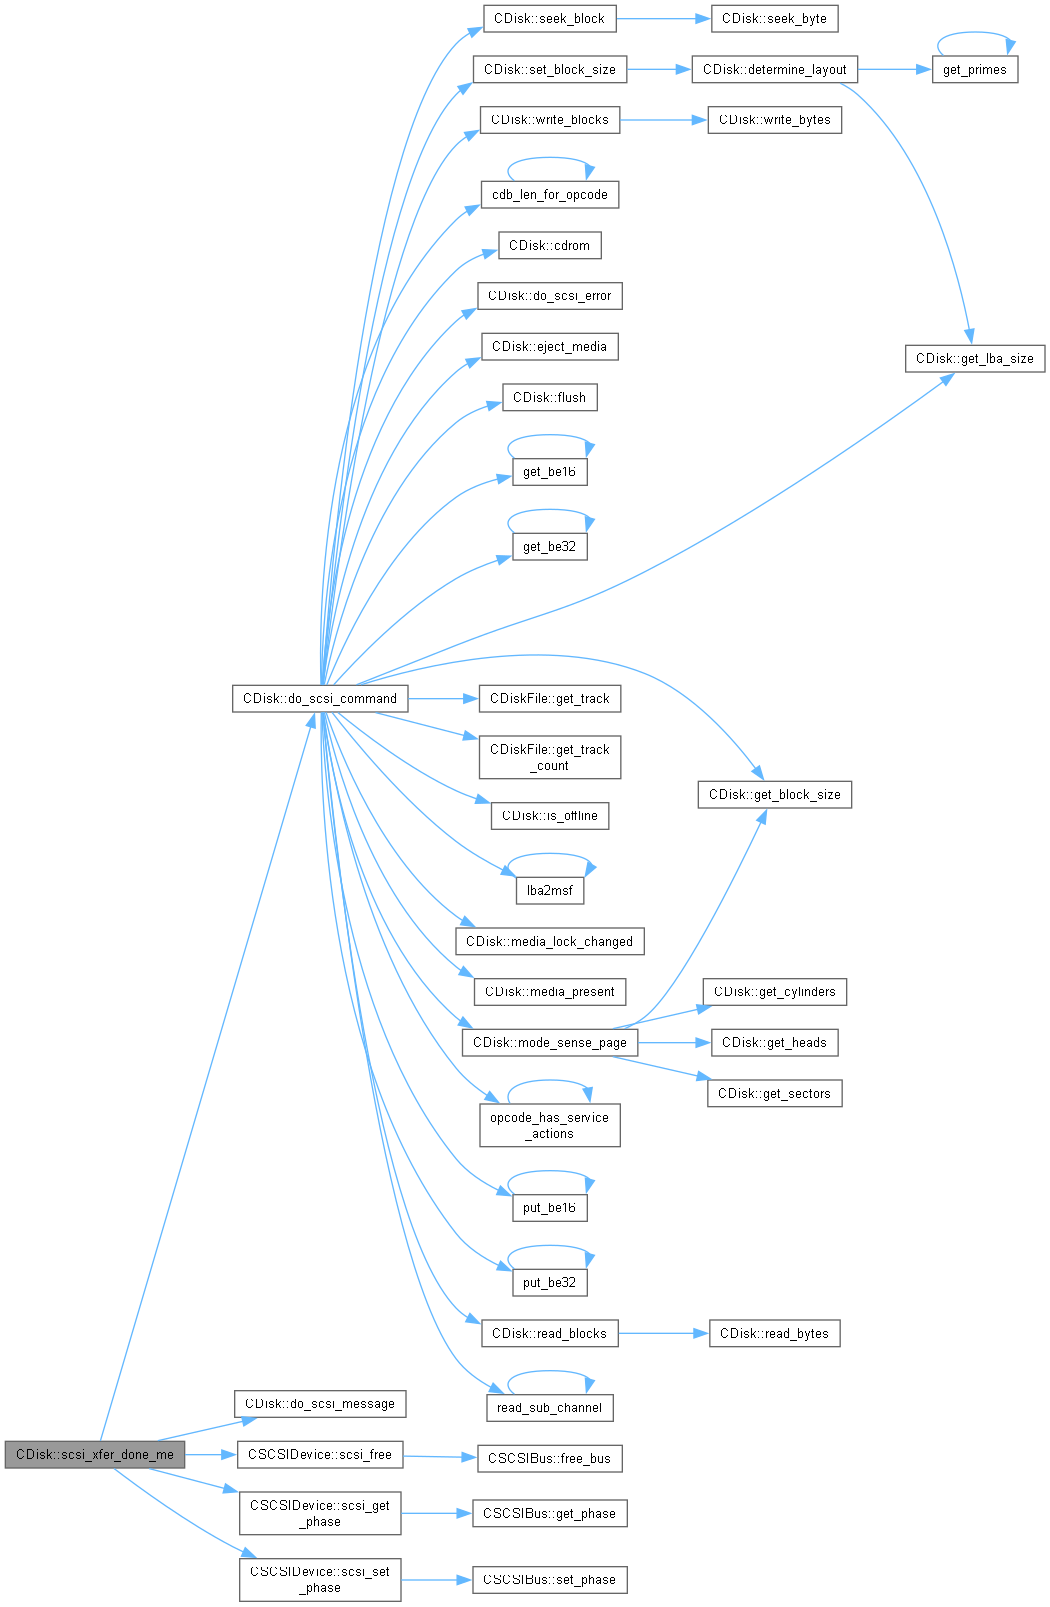 CDisk::seek_block
CDisk::seek_byte
CDisk::set_block_size
CDisk::determine_layout
get_primes
CDisk::write_blocks
CDisk::write_bytes
cdb_len_for_opcode
CDisk::cdrom
CDisk::do_scsi_error
CDisk::eject_media
CDisk::get_lba_size
CDisk::flush
get_be16
get_be32
CDisk::do_scsi_command
CDiskFile::get_track
CDiskFile::get_track
_count
CDisk::get_block_size
CDisk::is_offline
lba2msf
CDisk::media_lock_changed
CDisk::media_present
CDisk::get_cylinders
CDisk::mode_sense_page
CDisk::get_heads
CDisk::get_sectors
opcode_has_service
_actions
put_be16
put_be32
CDisk::read_blocks
CDisk::read_bytes
CDisk::do_scsi_message
read_sub_channel
CDisk::scsi_xfer_done_me
CSCSIDevice::scsi_free
CSCSIBus::free_bus
CSCSIDevice::scsi_get
_phase
CSCSIBus::get_phase
CSCSIDevice::scsi_set
_phase
CSCSIBus::set_phase